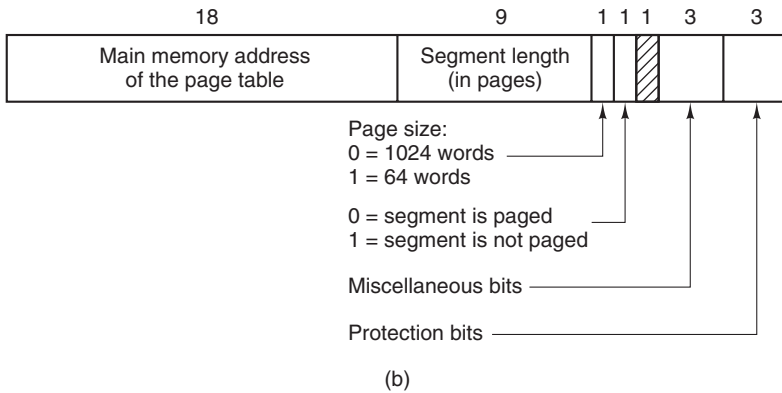 18 9 1 1 1 3 3
Main memory address
of the page table
Segment length
(in pages)
Page size:
0 = 1024 words
1 = 64 words
0 = segment is paged
1 = segment is not paged
Miscellaneous bits
Protection bits
(b)